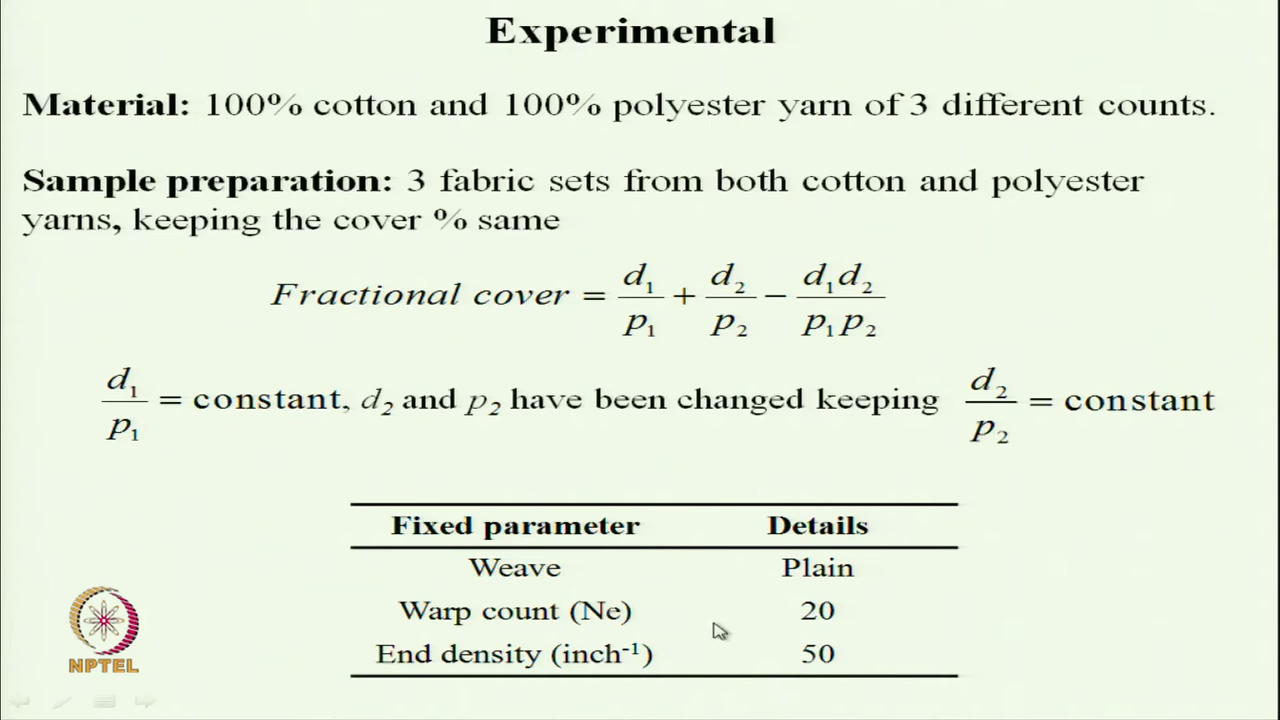 Experimental
Material: 100% cotton and 100% polyester yarn of 3 different counts.
Sample preparation: 3 fabric sets from both cotton and polyester
yarns, keeping the cover % same
Fractional cover = d₁/p₁ + d₂/p₂ − d₁d₂/p₁p₂
d₁/p₁ = constant, d₂ and p₂ have been changed keeping d₂/p₂ = constant
Fixed parameter Details
Weave Plain
Warp count (Ne) 20
End density (inch⁻¹) 50
NPTEL